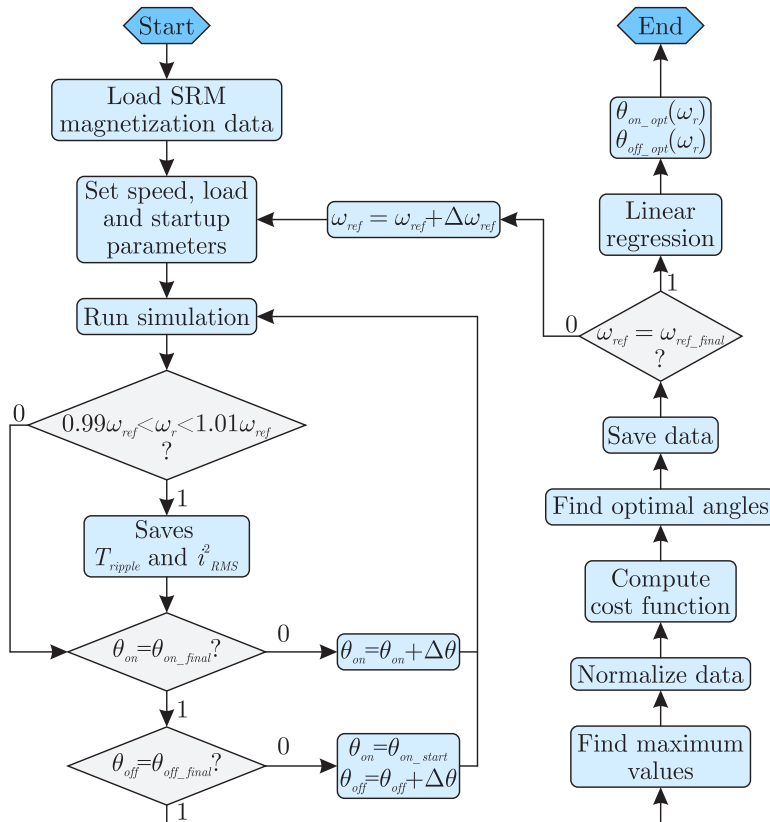 Start
Load SRM
magnetization data
Set speed, load
and startup
parameters
ω_ref = ω_ref+Δω_ref
Run simulation
0
0.99ω_ref<ω_r<1.01ω_ref
?
1
Saves
T_ripple and i²_RMS
θ_on=θ_on_final?
0
θ_on=θ_on+Δθ
1
θ_off=θ_off_final?
0
θ_on=θ_on_start
θ_off=θ_off+Δθ
1
End
θ_on_opt(ω_r)
θ_off_opt(ω_r)
Linear
regression
1
0
ω_ref = ω_ref_final
?
Save data
Find optimal angles
Compute
cost function
Normalize data
Find maximum
values